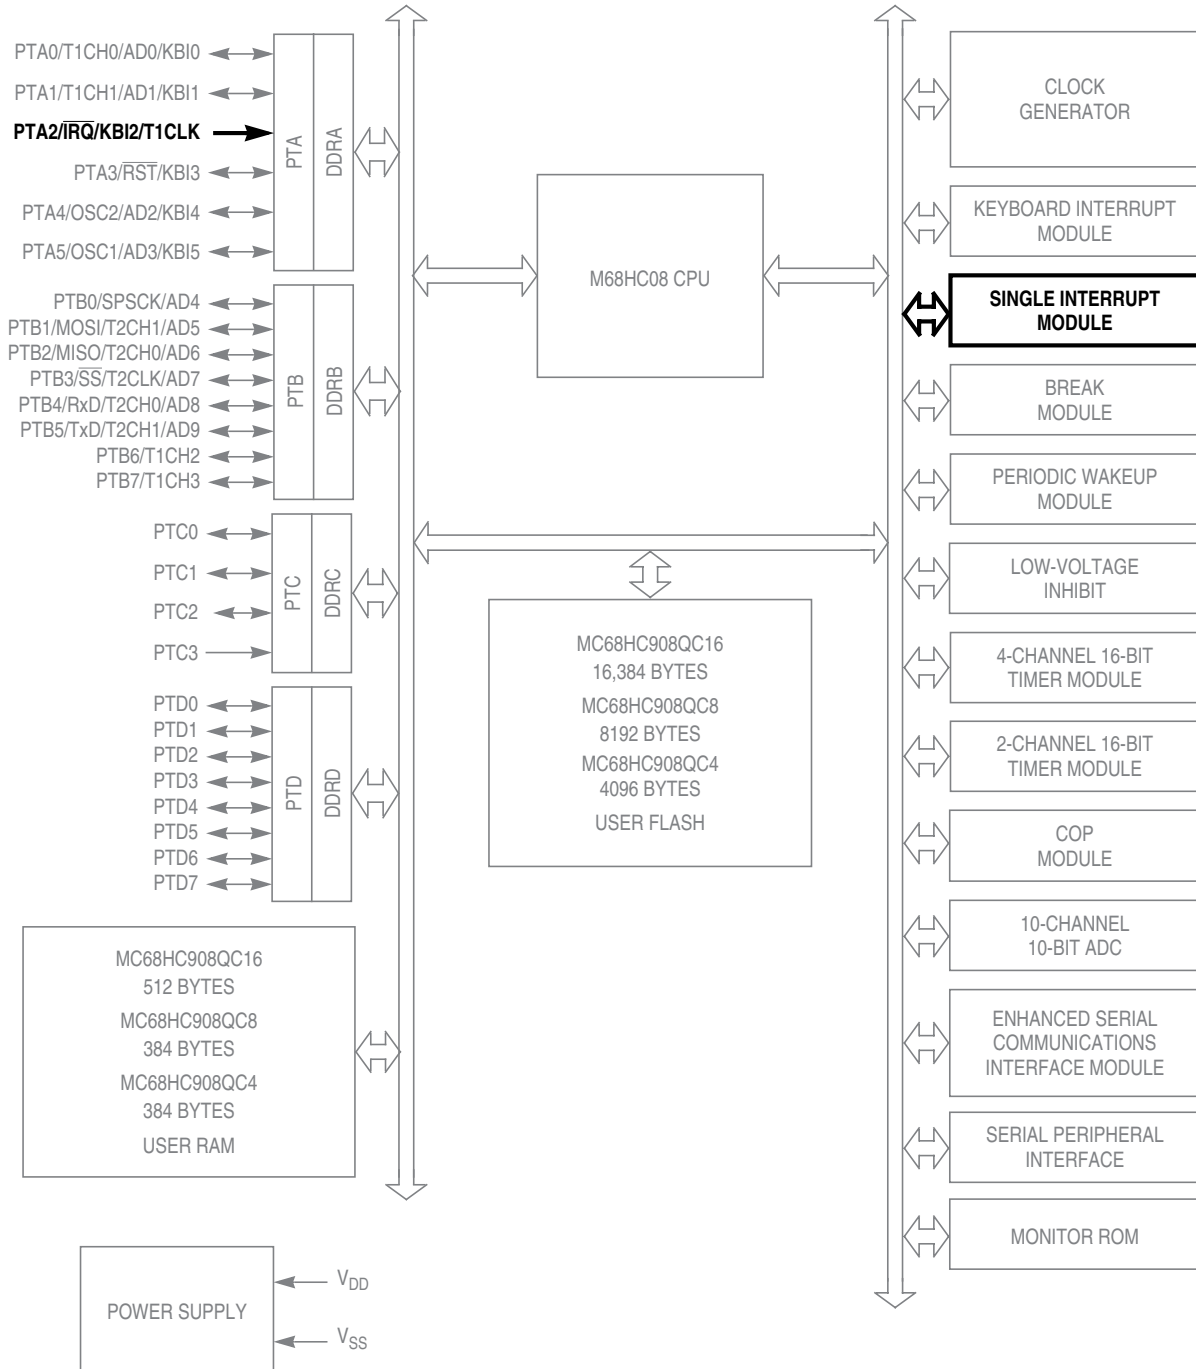 PTA0/T1CH0/AD0/KBI0
PTA1/T1CH1/AD1/KBI1
PTA2/IRQ/KBI2/T1CLK
PTA3/RST/KBI3
PTA4/OSC2/AD2/KBI4
PTA5/OSC1/AD3/KBI5
PTA
DDRA
PTB0/SPSCK/AD4
PTB1/MOSI/T2CH1/AD5
PTB2/MISO/T2CH0/AD6
PTB3/SS/T2CLK/AD7
PTB4/RxD/T2CH0/AD8
PTB5/TxD/T2CH1/AD9
PTB6/T1CH2
PTB7/T1CH3
PTB
DDRB
PTC0
PTC1
PTC2
PTC3
PTC
DDRC
PTD0
PTD1
PTD2
PTD3
PTD4
PTD5
PTD6
PTD7
PTD
DDRD
MC68HC908QC16
512 BYTES
MC68HC908QC8
384 BYTES
MC68HC908QC4
384 BYTES
USER RAM
POWER SUPPLY
VDD
VSS
M68HC08 CPU
MC68HC908QC16
16,384 BYTES
MC68HC908QC8
8192 BYTES
MC68HC908QC4
4096 BYTES
USER FLASH
CLOCK
GENERATOR
KEYBOARD INTERRUPT
MODULE
SINGLE INTERRUPT
MODULE
BREAK
MODULE
PERIODIC WAKEUP
MODULE
LOW-VOLTAGE
INHIBIT
4-CHANNEL 16-BIT
TIMER MODULE
2-CHANNEL 16-BIT
TIMER MODULE
COP
MODULE
10-CHANNEL
10-BIT ADC
ENHANCED SERIAL
COMMUNICATIONS
INTERFACE MODULE
SERIAL PERIPHERAL
INTERFACE
MONITOR ROM